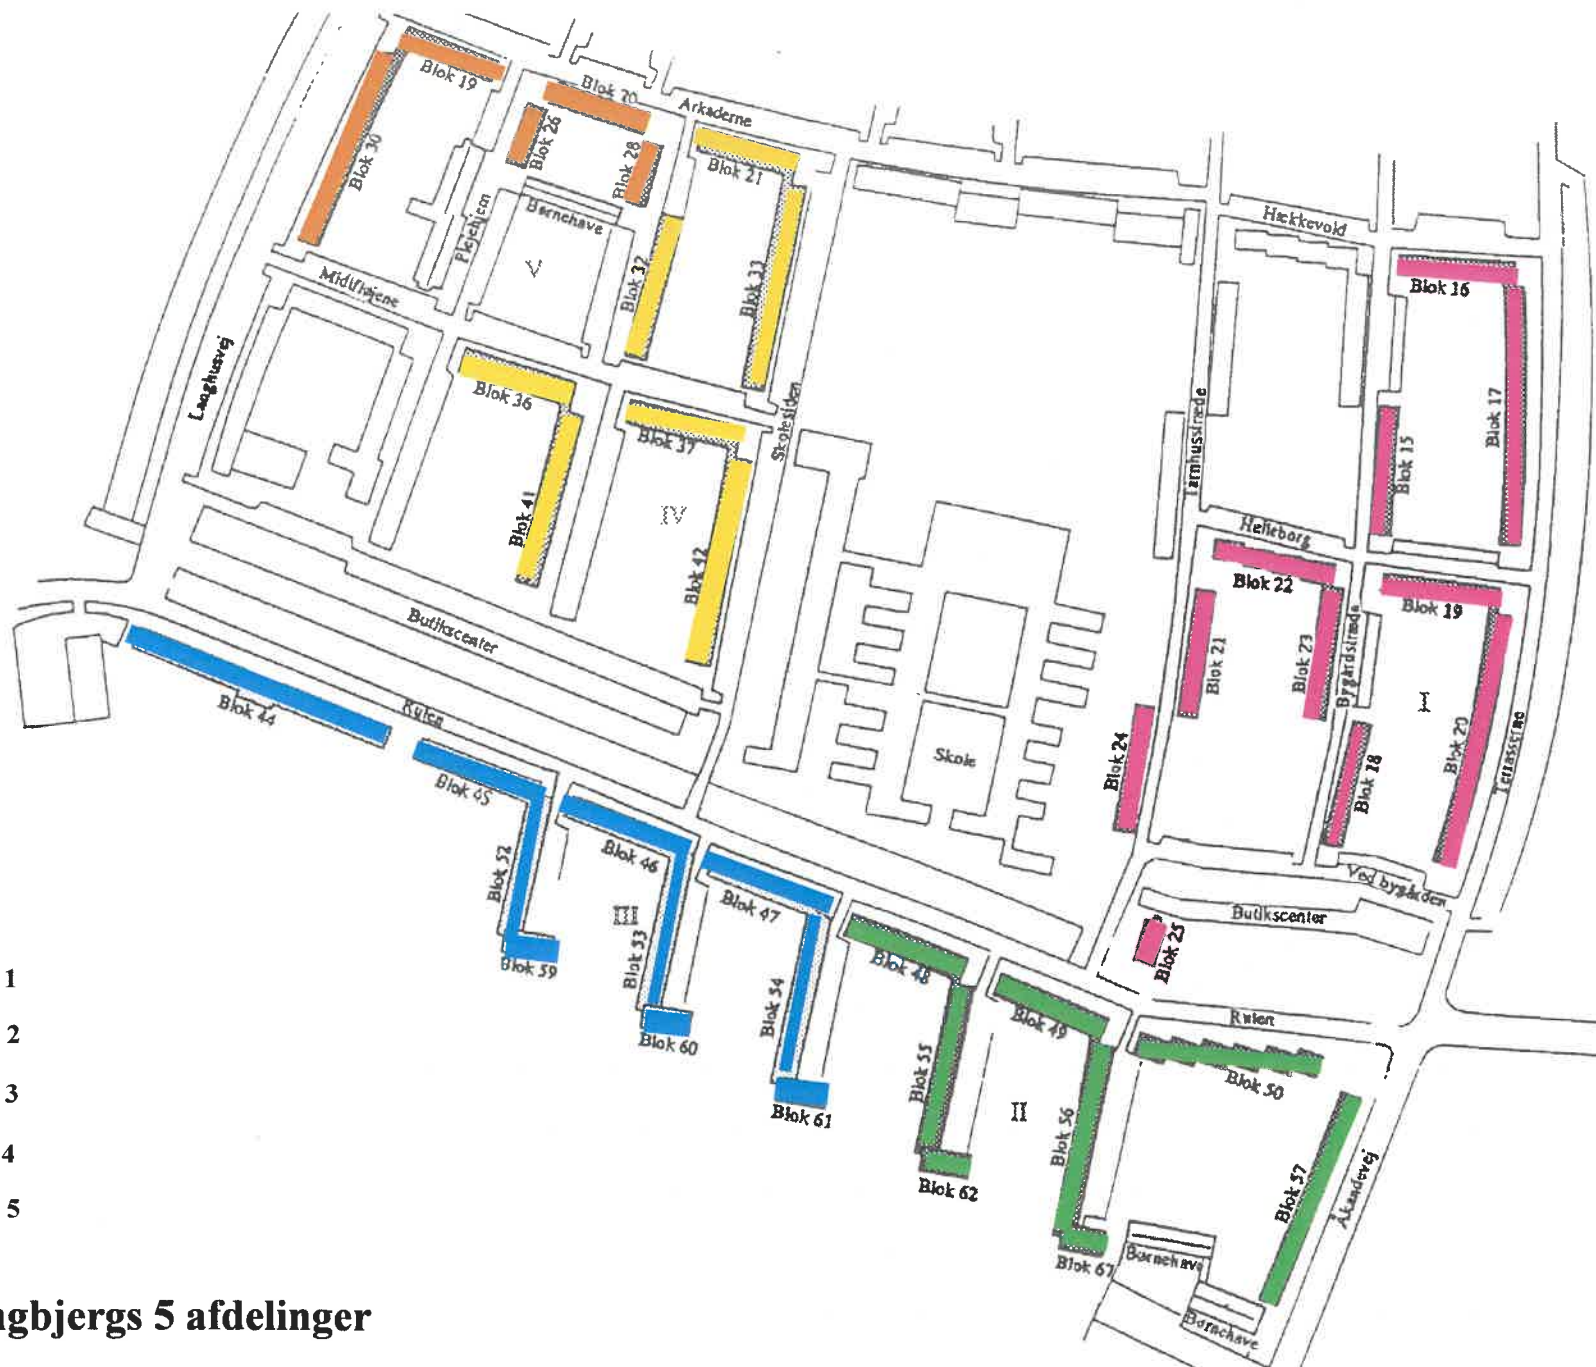 Blok 19
Blok 20
Arkaderne
Blok 26
Blok 28
Blok 30
Blok 21
Plejehjem
Børnehave
V
Blok 32
Blok 33
Midtfløjene
Langhusvej
Blok 36
Blok 37
Skolesiden
Blok 41
IV
Blok 42
Butikscenter
Hækkevold
Blok 16
Blok 17
Blok 15
Tårnhusstræde
Helleborg
Blok 22
Blok 19
Blok 21
Blok 23
Bygårdstræde
I
Blok 20
Terrasserne
Blok 24
Blok 18
Skole
Ved bygården
Butikscenter
Blok 25
Blok 44
Ruten
Blok 45
Blok 46
Blok 52
III
Blok 47
Blok 53
Blok 59
Blok 48
Blok 54
Blok 60
Blok 49
Ruten
Blok 50
Blok 55
Blok 61
II
Blok 56
Blok 62
Blok 57
Åkandevej
Blok 67
Børnehave
Børnehave
1
2
3
4
5
ngbjergs 5 afdelinger